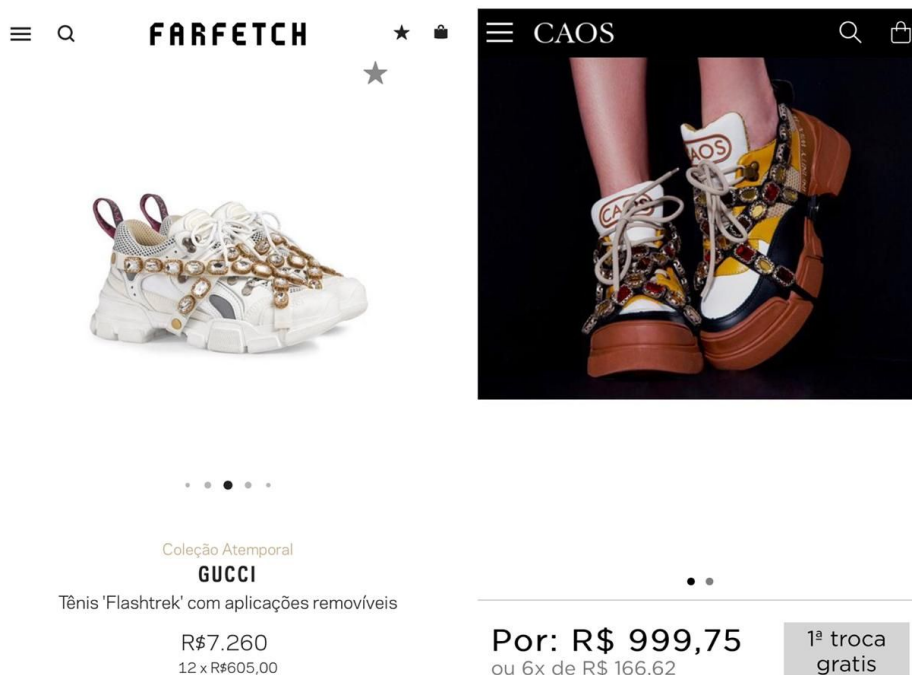 FARFETCH
Coleção Atemporal
GUCCI
Tênis 'Flashtrek' com aplicações removíveis
R$7.260
12 x R$605,00
CAOS
CAOS
CAOS
Por: R$ 999,75
ou 6x de R$ 166,62
1ª troca
gratis